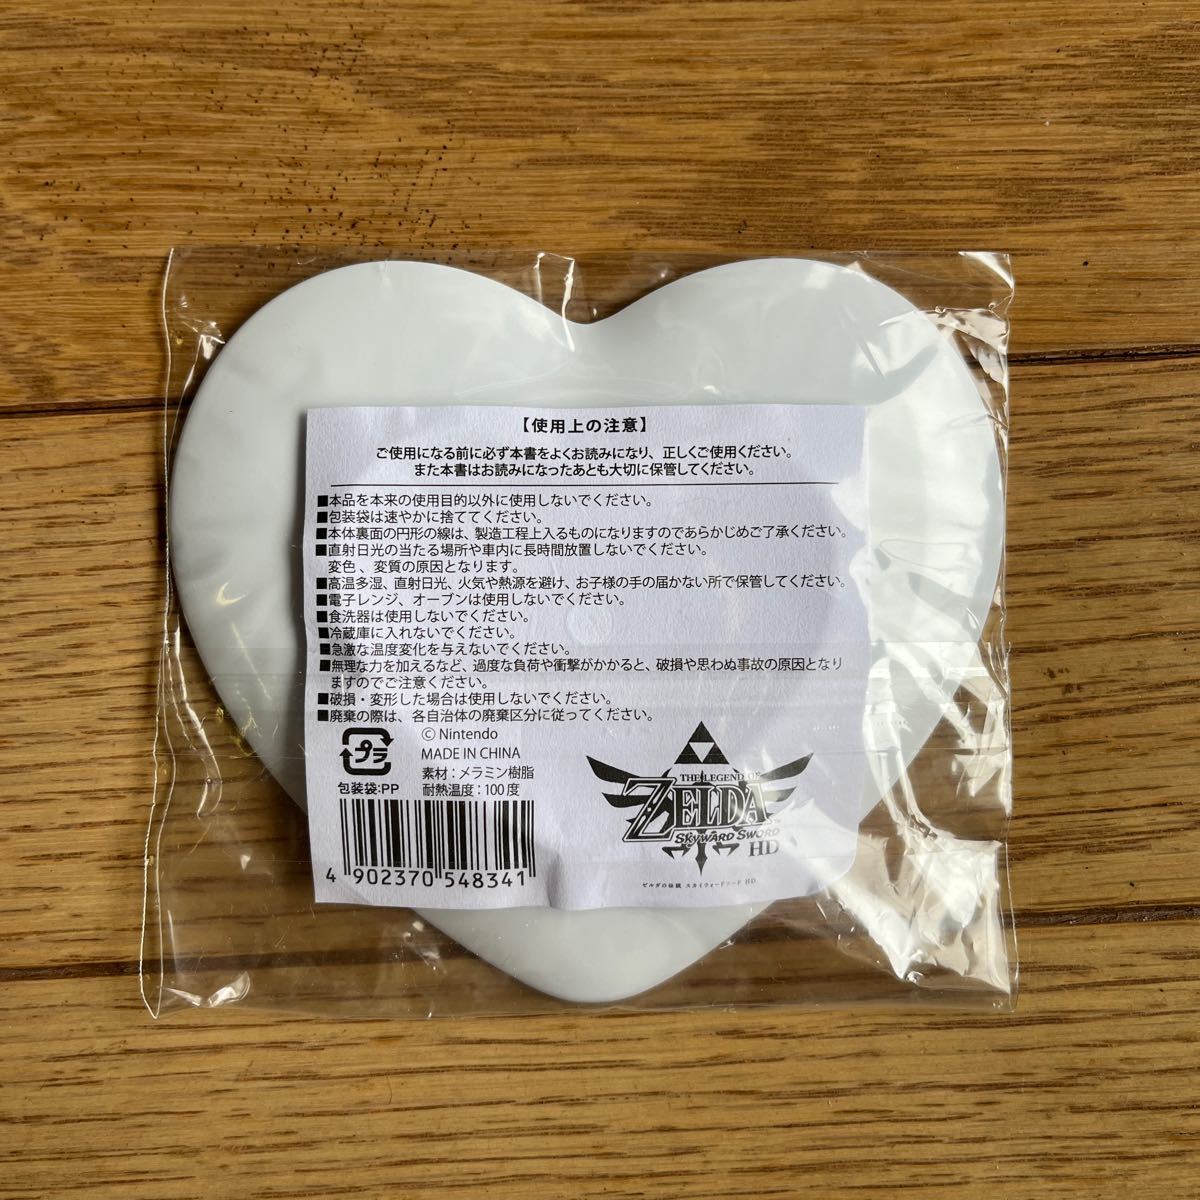 【使用上の注意】
ご使用になる前に必ず本書をよくお読みになり、正しくご使用ください。
また本書はお読みになったあとも大切に保管してください。
■本品を本来の使用目的以外に使用しないでください。
■包装袋は速やかに捨ててください。
■本体裏面の円形の線は、製造工程上入るものになりますのであらかじめご了承ください。
■直射日光の当たる場所や車内に長時間放置しないでください。
変色、変質の原因となります。
■高温多湿、直射日光、火気や熱源を避け、お子様の手の届かない所で保管してください。
■電子レンジ、オーブンは使用しないでください。
■食洗器は使用しないでください。
■冷蔵庫に入れないでください。
■急激な温度変化を与えないでください。
■無理な力を加えるなど、過度な負荷や衝撃がかかると、破損や思わぬ事故の原因となり
ますのでご注意ください。
■破損・変形した場合は使用しないでください。
■廃棄の際は、各自治体の廃棄区分に従ってください。
プラ
包装袋:PP
© Nintendo
MADE IN CHINA
素材：メラミン樹脂
耐熱温度：100度
4 902370 548341
THE LEGEND OF
ZELDA™
SKYWARD SWORD
HD
ゼルダの伝説 スカイウォードソード HD